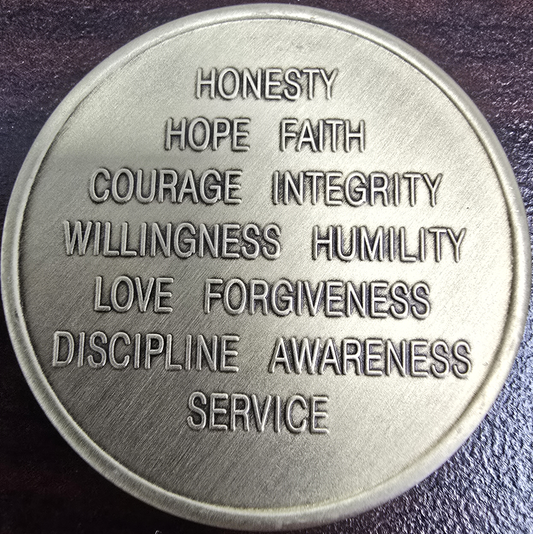 HONESTY
HOPE FAITH
COURAGE INTEGRITY
WILLINGNESS HUMILITY
LOVE FORGIVENESS
DISCIPLINE AWARENESS
SERVICE